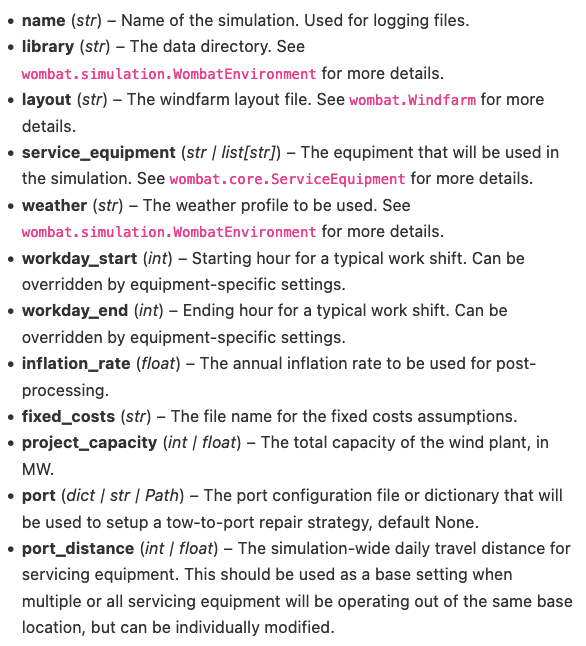 • name (str) – Name of the simulation. Used for logging files.
• library (str) – The data directory. See
wombat.simulation.WombatEnvironment for more details.
• layout (str) – The windfarm layout file. See wombat.Windfarm for more
details.
• service_equipment (str | list[str]) – The equpiment that will be used in
the simulation. See wombat.core.ServiceEquipment for more details.
• weather (str) – The weather profile to be used. See
wombat.simulation.WombatEnvironment for more details.
• workday_start (int) – Starting hour for a typical work shift. Can be
overridden by equipment-specific settings.
• workday_end (int) – Ending hour for a typical work shift. Can be
overridden by equipment-specific settings.
• inflation_rate (float) – The annual inflation rate to be used for post-
processing.
• fixed_costs (str) – The file name for the fixed costs assumptions.
• project_capacity (int | float) – The total capacity of the wind plant, in
MW.
• port (dict | str | Path) – The port configuration file or dictionary that will
be used to setup a tow-to-port repair strategy, default None.
• port_distance (int | float) – The simulation-wide daily travel distance for
servicing equipment. This should be used as a base setting when
multiple or all servicing equipment will be operating out of the same base
location, but can be individually modified.